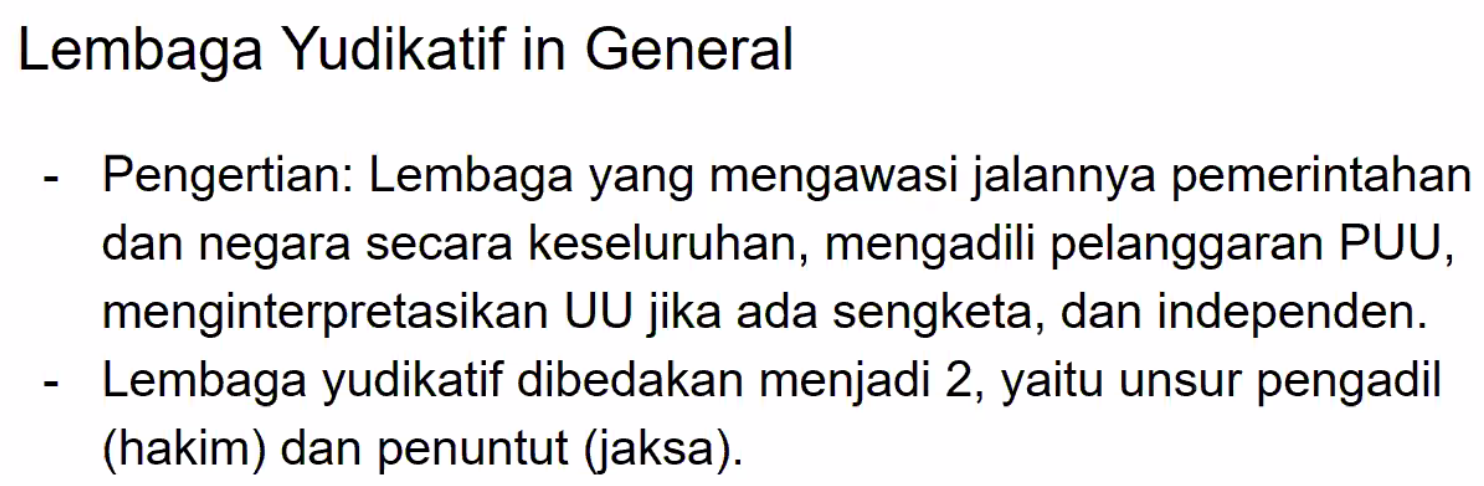 Lembaga Yudikatif in General
- Pengertian: Lembaga yang mengawasi jalannya pemerintahan
dan negara secara keseluruhan, mengadili pelanggaran PUU,
menginterpretasikan UU jika ada sengketa, dan independen.
- Lembaga yudikatif dibedakan menjadi 2, yaitu unsur pengadil
(hakim) dan penuntut (jaksa).